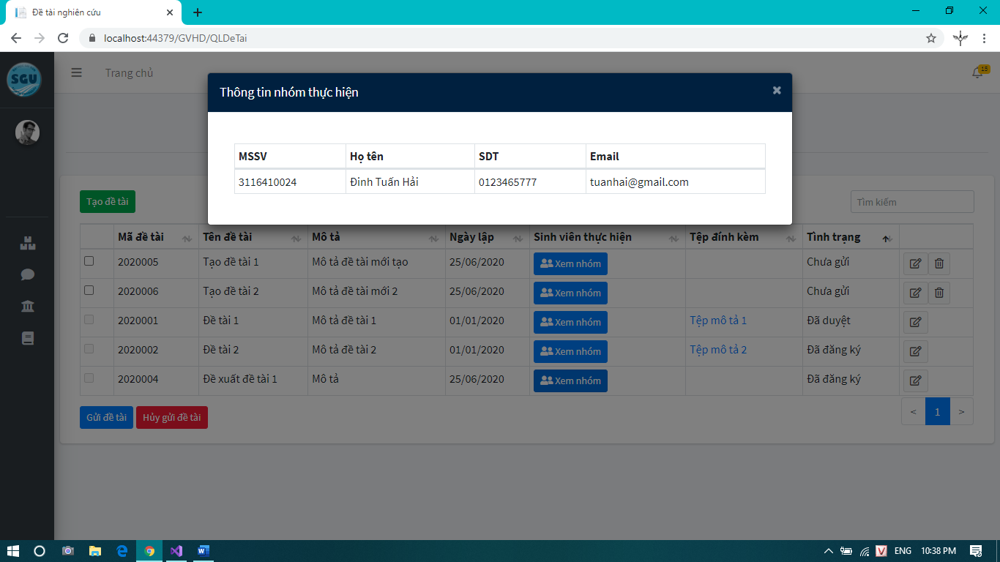 Đề tài nghiên cứu
localhost:44379/GVHD/QLDeTai
SGU
Trang chủ
15
Thông tin nhóm thực hiện
MSSV Họ tên SDT Email
3116410024 Đinh Tuấn Hải 0123465777 tuanhai@gmail.com
Tạo đề tài
Tìm kiếm
Mã đề tài Tên đề tài Mô tả Ngày lập Sinh viên thực hiện Tệp đính kèm Tình trạng
2020005 Tạo đề tài 1 Mô tả đề tài mới tạo 25/06/2020 Xem nhóm Chưa gửi
2020006 Tạo đề tài 2 Mô tả đề tài mới 2 25/06/2020 Xem nhóm Chưa gửi
2020001 Đề tài 1 Mô tả đề tài 1 01/01/2020 Xem nhóm Tệp mô tả 1 Đã duyệt
2020002 Đề tài 2 Mô tả đề tài 2 01/01/2020 Xem nhóm Tệp mô tả 2 Đã đăng ký
2020004 Đề xuất đề tài 1 Mô tả 25/06/2020 Xem nhóm Đã đăng ký
Gửi đề tài Hủy gửi đề tài
< 1 >
ENG 10:38 PM